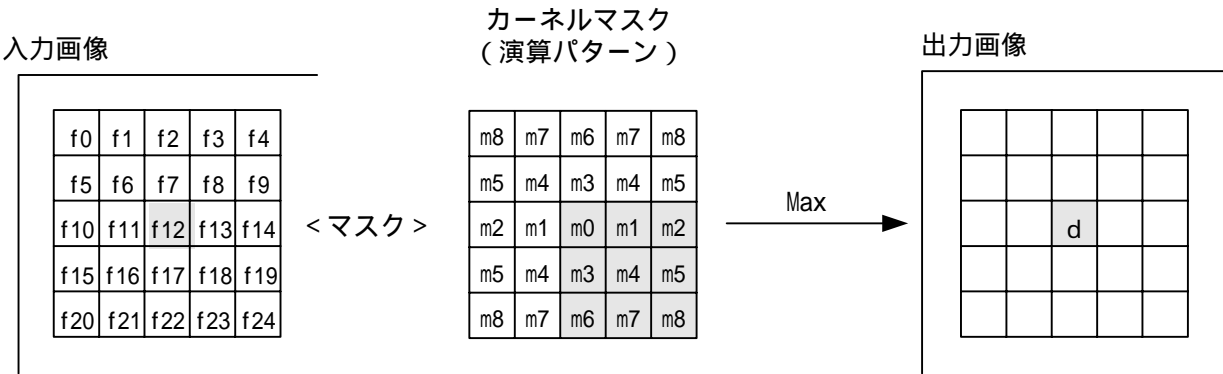 カーネルマスク
入力画像
(演算パターン)
出力画像
f0 f1 f2 f3 f4
f5 f6 f7 f8 f9
f10 f11 f12 f13 f14
f15 f16 f17 f18 f19
f20 f21 f22 f23 f24
<マスク>
m8 m7 m6 m7 m8
m5 m4 m3 m4 m5
m2 m1 m0 m1 m2
m5 m4 m3 m4 m5
m8 m7 m6 m7 m8
Max
d